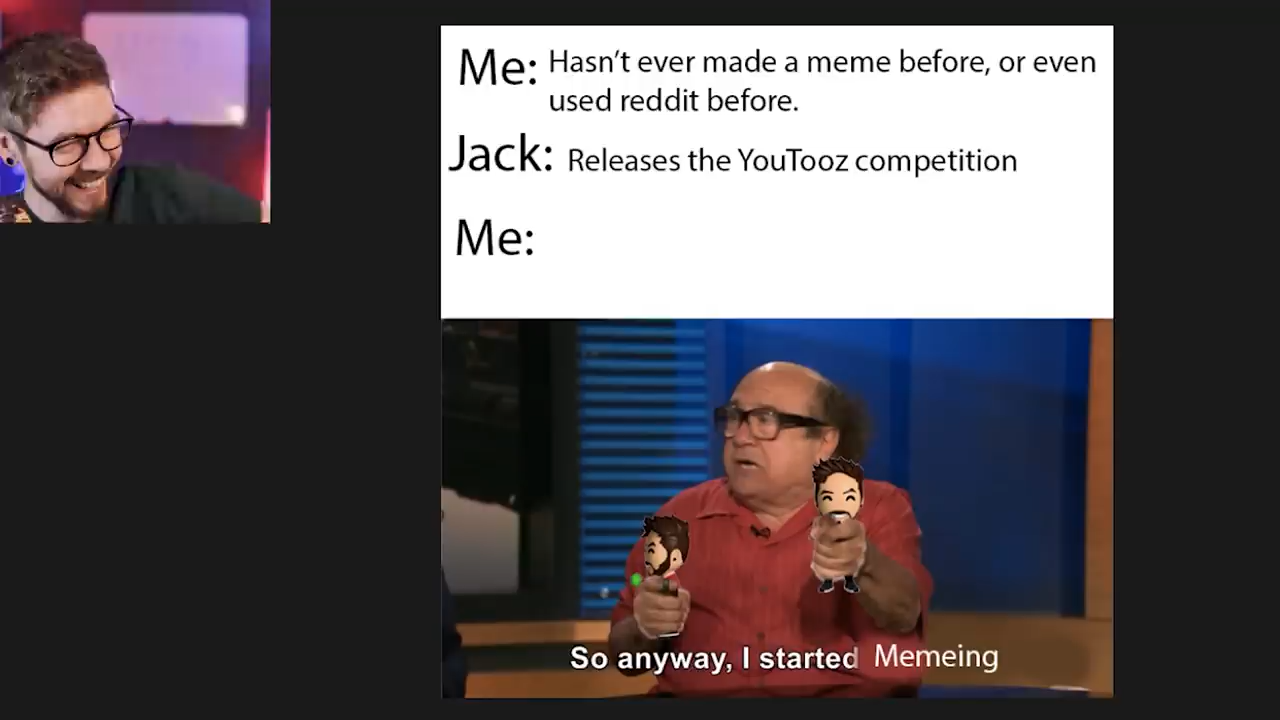 Me: Hasn't ever made a meme before, or even
used reddit before.
Jack: Releases the YouTooz competition
Me:
So anyway, I started Memeing